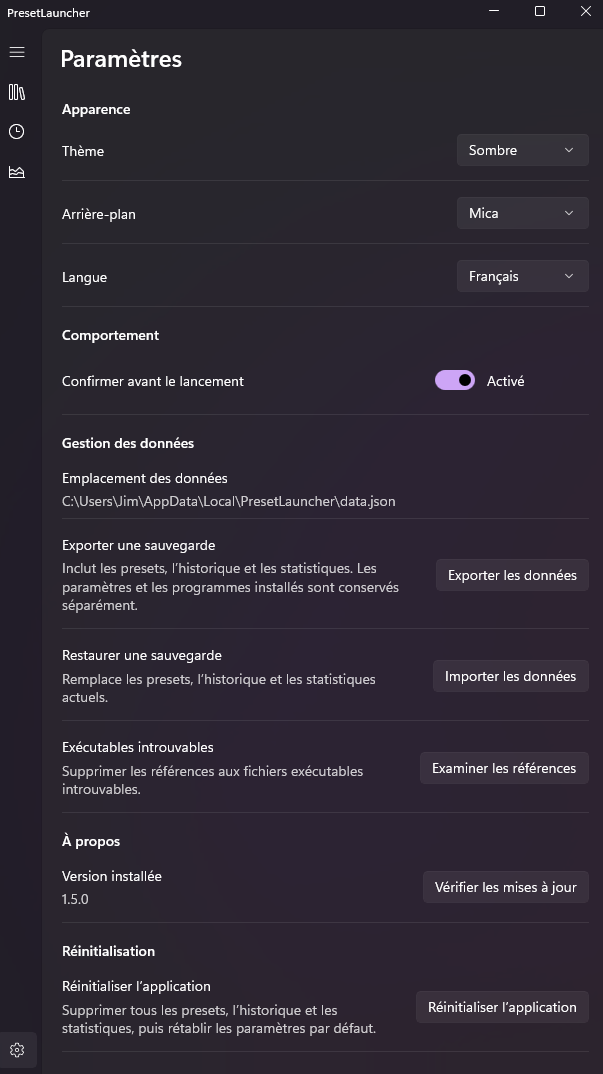 PresetLauncher
Paramètres
Apparence
Thème
Sombre
Arrière-plan
Mica
Langue
Français
Comportement
Confirmer avant le lancement
Activé
Gestion des données
Emplacement des données
C:\Users\Jim\AppData\Local\PresetLauncher\data.json
Exporter une sauvegarde
Inclut les presets, l’historique et les statistiques. Les
paramètres et les programmes installés sont conservés
séparément.
Exporter les données
Restaurer une sauvegarde
Remplace les presets, l’historique et les statistiques
actuels.
Importer les données
Exécutables introuvables
Supprimer les références aux fichiers exécutables
introuvables.
Examiner les références
À propos
Version installée
1.5.0
Vérifier les mises à jour
Réinitialisation
Réinitialiser l’application
Supprimer tous les presets, l’historique et les
statistiques, puis rétablir les paramètres par défaut.
Réinitialiser l’application